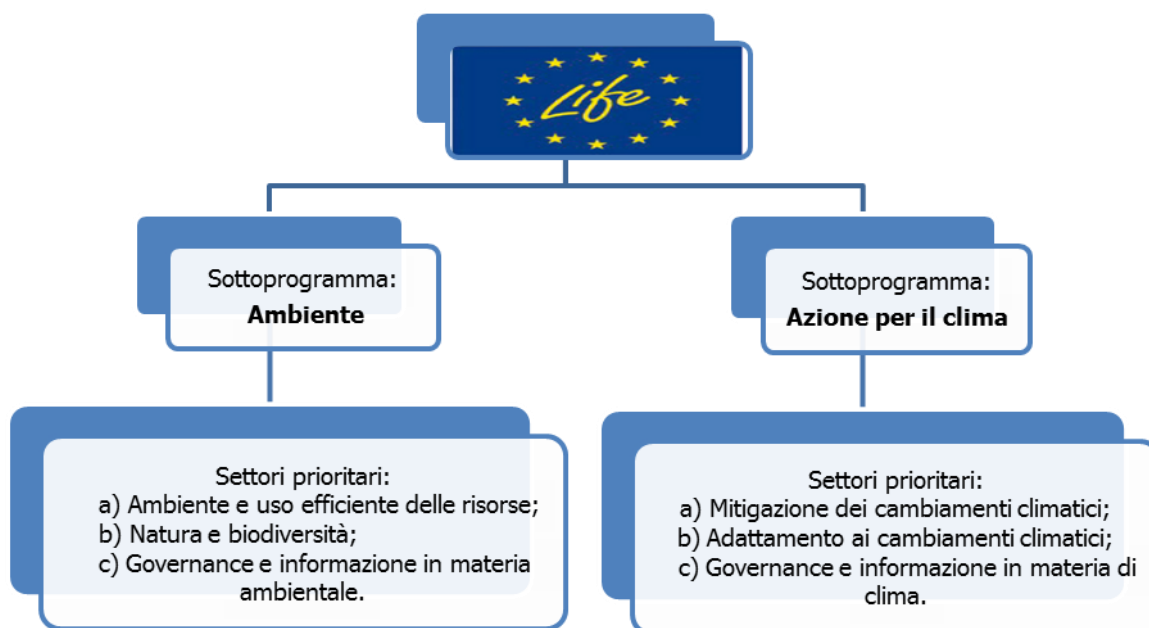 Life
Sottoprogramma:
Ambiente
Sottoprogramma:
Azione per il clima
Settori prioritari:
a) Ambiente e uso efficiente delle risorse;
b) Natura e biodiversità;
c) Governance e informazione in materia
ambientale.
Settori prioritari:
a) Mitigazione dei cambiamenti climatici;
b) Adattamento ai cambiamenti climatici;
c) Governance e informazione in materia di
clima.